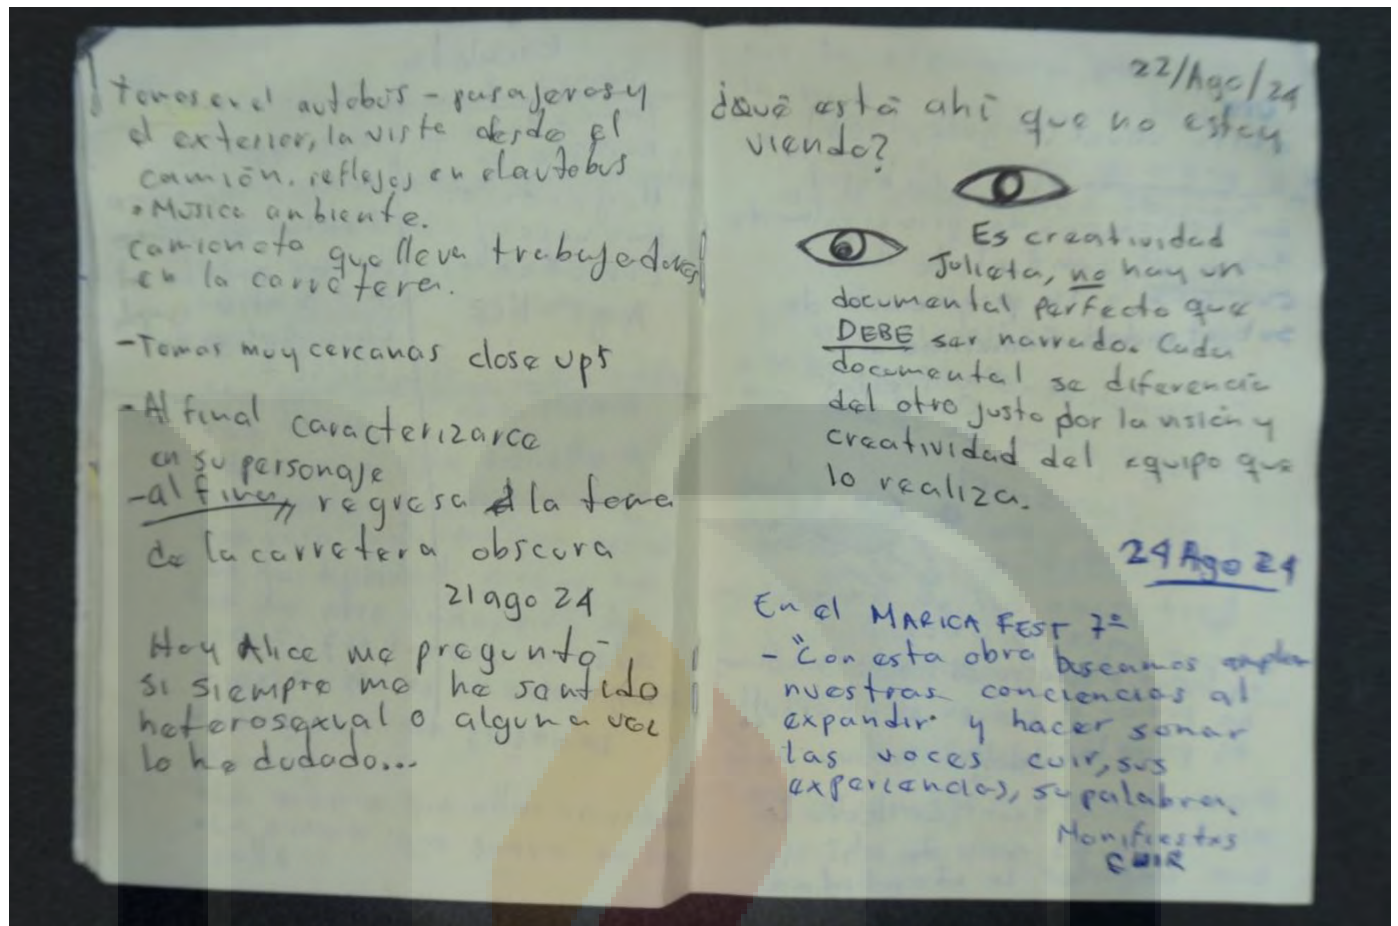 Tomas en el autobús - pasajeros y
el exterior, la vista desde el
camión. reflejos en el autobus
• Musica ambiente.
camioneta que lleva trabajadores
en la carretera.
- Tomas muy cercanas close ups
- Al final caracterizarce
en su personaje
- al final, regresa a la toma
de la carretera obscura
21 ago 24
Hoy Alice me preguntó
si siempre me he sentido
heterosexual o alguna vez
lo he dudado...
22/Ago/24
¿Qué está ahí que no estoy
viendo?
Es creatividad
Julieta, no hay un
documental perfecto que
DEBE ser narrado. Cada
documental se diferencia
del otro justo por la visión y
creatividad del equipo que
lo realiza.
24 Ago 24
En el MARICA FEST 7º
- "Con esta obra buscamos ampliar
nuestras conciencias al
expandir y hacer sonar
las voces cuir, sus
experiencias, su palabra.
Manifiestxs
CUIR